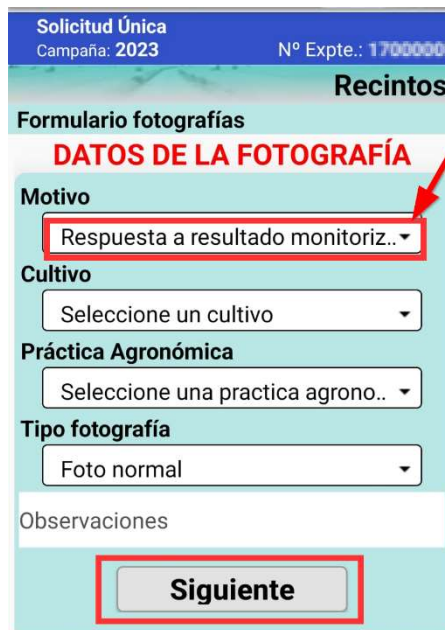 Solicitud Única
Campaña: 2023 Nº Expte.: 1700000
Recintos
Formulario fotografías
DATOS DE LA FOTOGRAFÍA
Motivo
Respuesta a resultado monitoriz..
Cultivo
Seleccione un cultivo
Práctica Agronómica
Seleccione una practica agrono..
Tipo fotografía
Foto normal
Observaciones
Siguiente